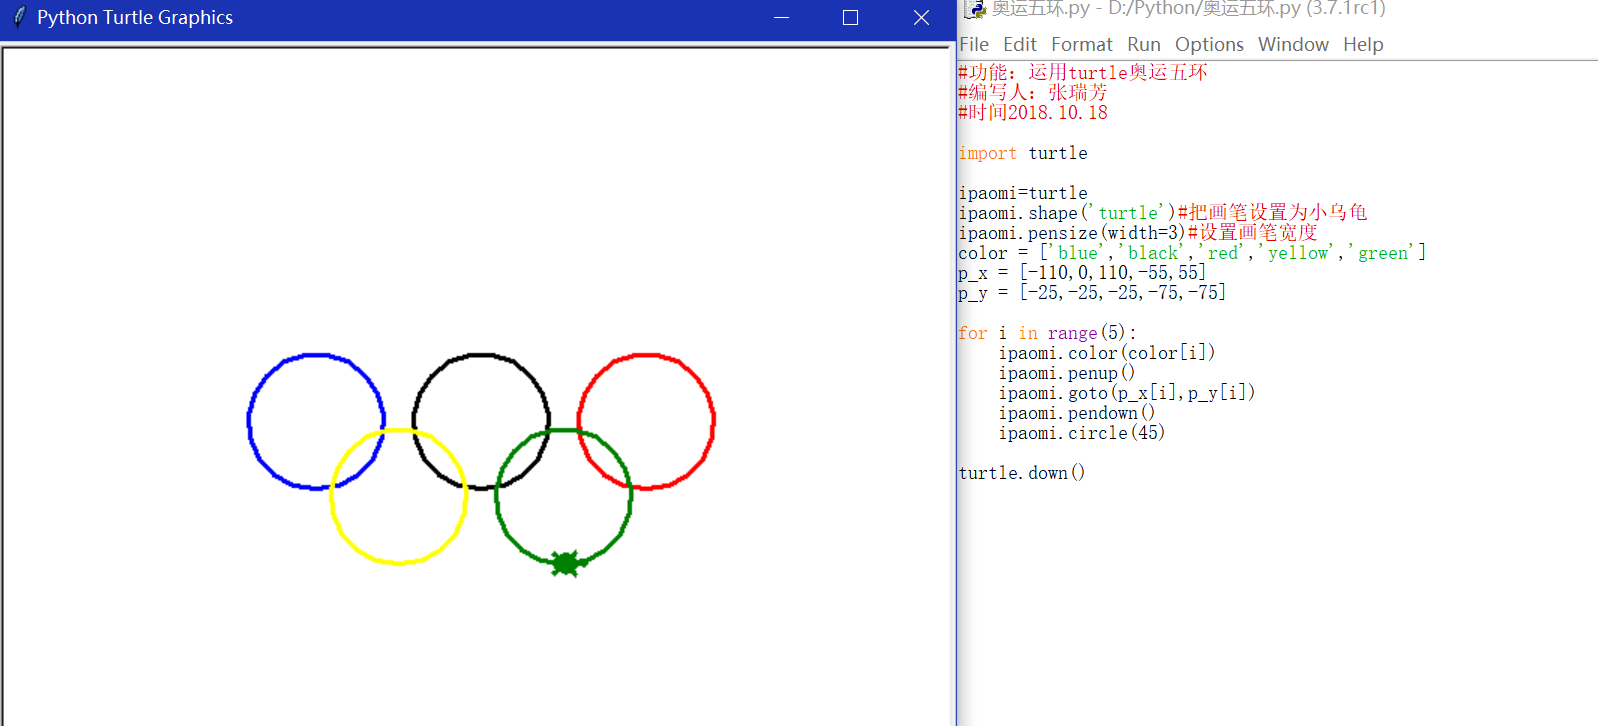 Python Turtle Graphics
奥运五环.py - D:/Python/奥运五环.py (3.7.1rc1)
File Edit Format Run Options Window Help
#功能：运用turtle奥运五环
#编写人：张瑞芳
#时间2018.10.18
import turtle
ipaomi=turtle
ipaomi.shape('turtle')#把画笔设置为小乌龟
ipaomi.pensize(width=3)#设置画笔宽度
color = ['blue','black','red','yellow','green']
p_x = [-110,0,110,-55,55]
p_y = [-25,-25,-25,-75,-75]
for i in range(5):
    ipaomi.color(color[i])
    ipaomi.penup()
    ipaomi.goto(p_x[i],p_y[i])
    ipaomi.pendown()
    ipaomi.circle(45)
turtle.down()